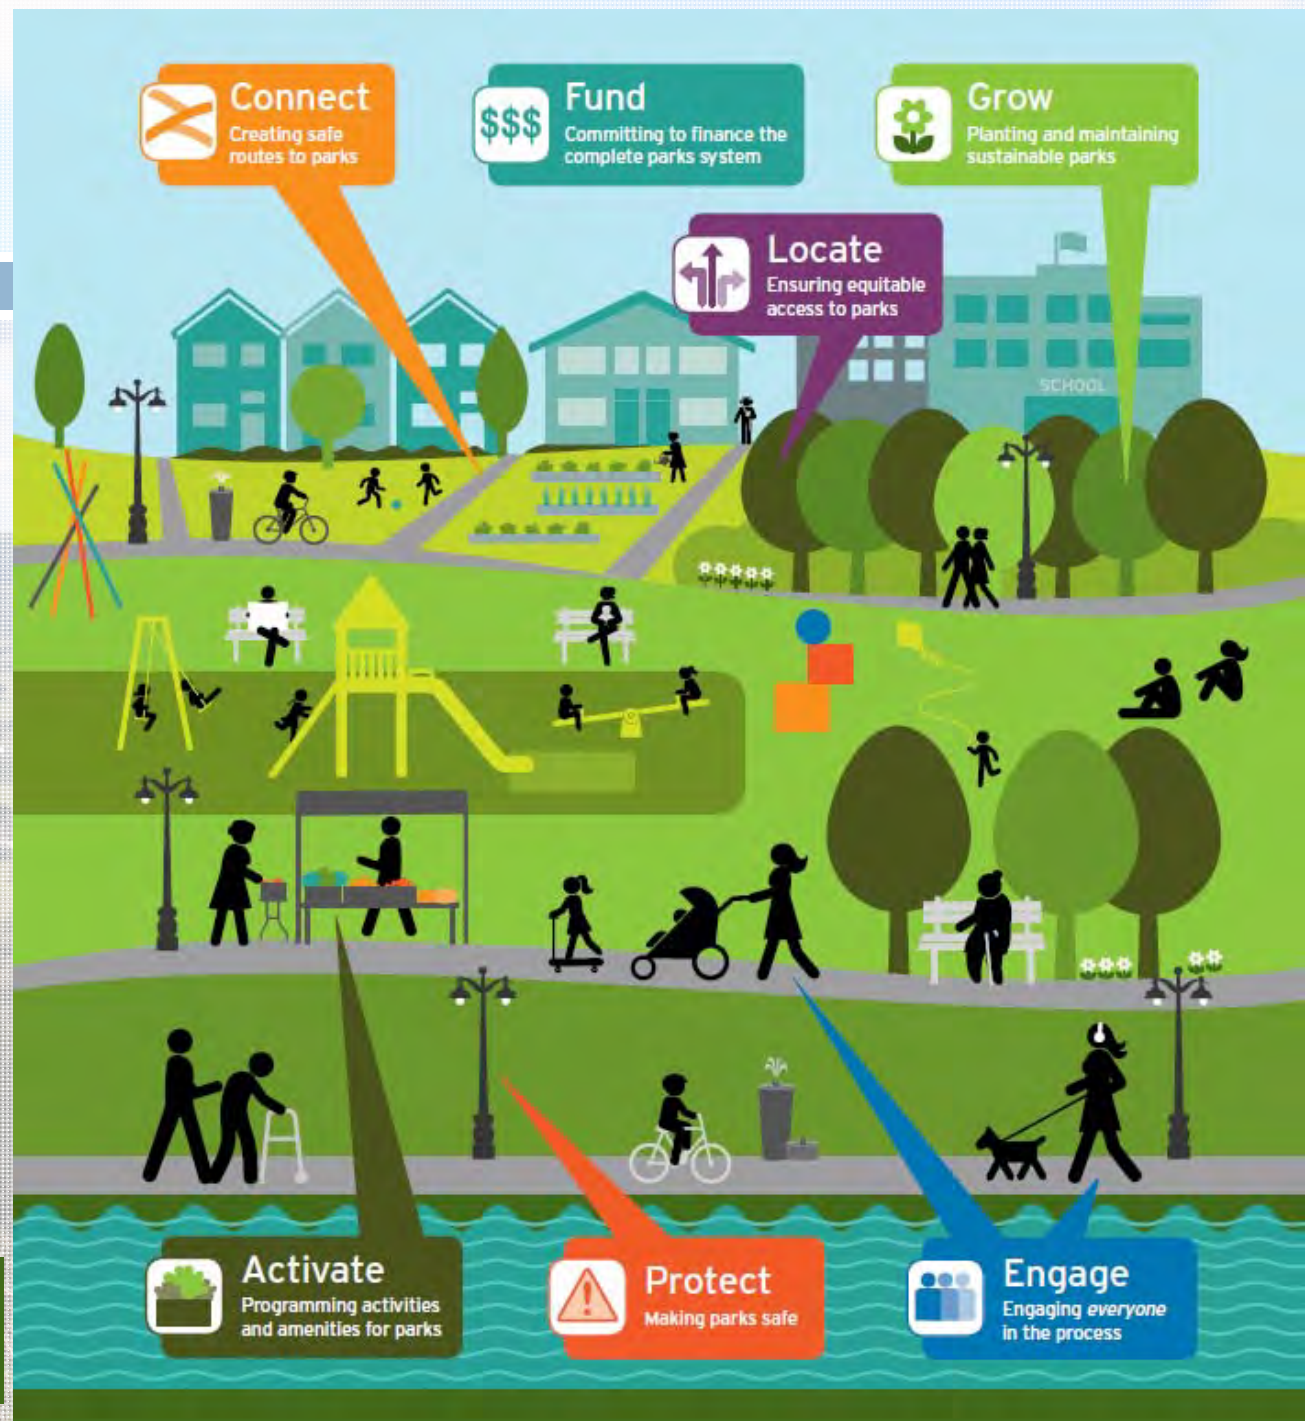 Connect
Creating safe
routes to parks
$$$
Fund
Committing to finance the
complete parks system
Grow
Planting and maintaining
sustainable parks
Locate
Ensuring equitable
access to parks
SCHOOL
Activate
Programming activities
and amenities for parks
Protect
Making parks safe
Engage
Engaging everyone
in the process